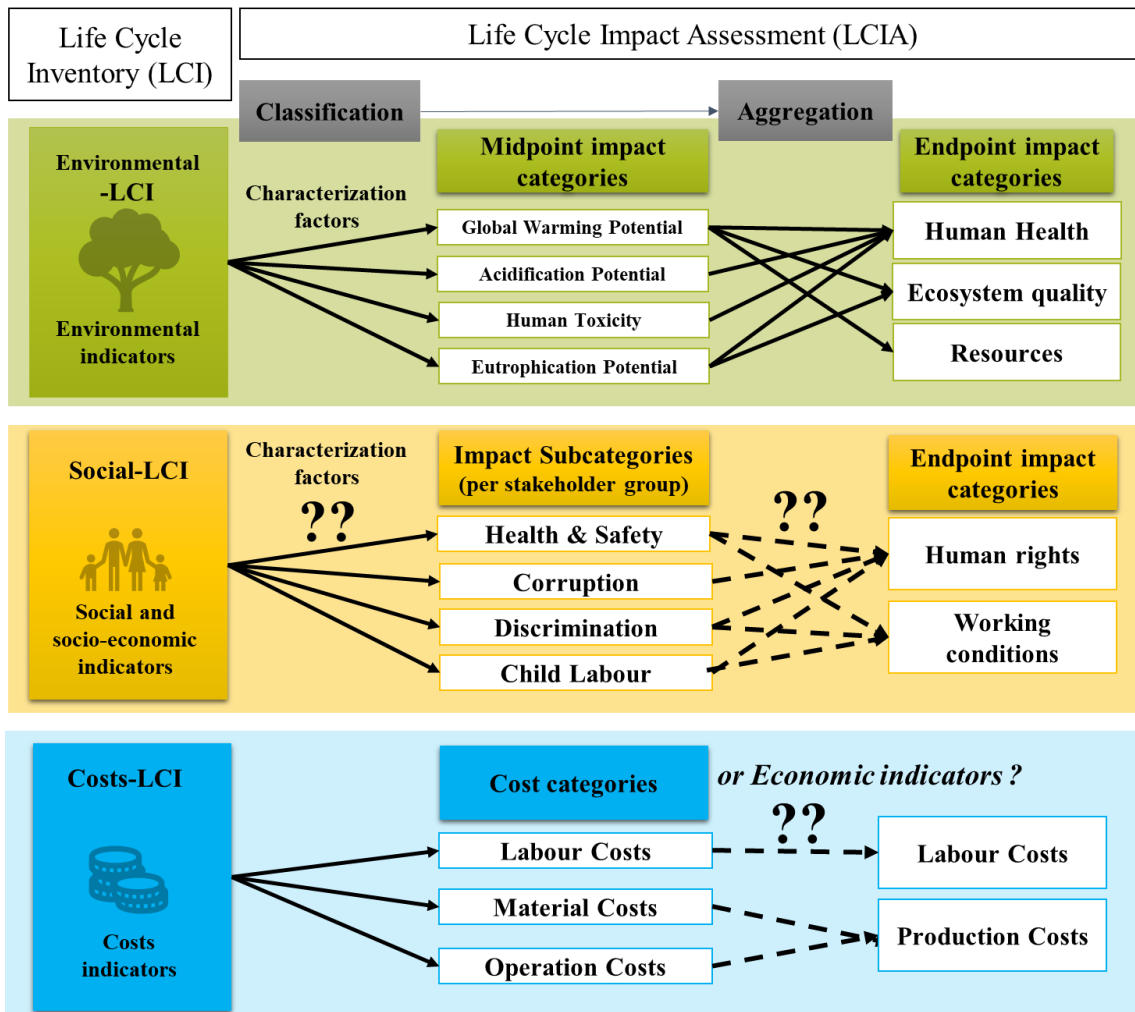 Life Cycle
Inventory (LCI)
Life Cycle Impact Assessment (LCIA)
Classification
Aggregation
Environmental
-LCI
Environmental
indicators
Characterization
factors
Midpoint impact
categories
Global Warming Potential
Acidification Potential
Human Toxicity
Eutrophication Potential
Endpoint impact
categories
Human Health
Ecosystem quality
Resources
Social-LCI
Social and
socio-economic
indicators
Characterization
factors
??
Impact Subcategories
(per stakeholder group)
Health & Safety
Corruption
Discrimination
Child Labour
??
Endpoint impact
categories
Human rights
Working
conditions
Costs-LCI
Costs
indicators
Cost categories
or Economic indicators ?
??
Labour Costs
Material Costs
Operation Costs
Labour Costs
Production Costs